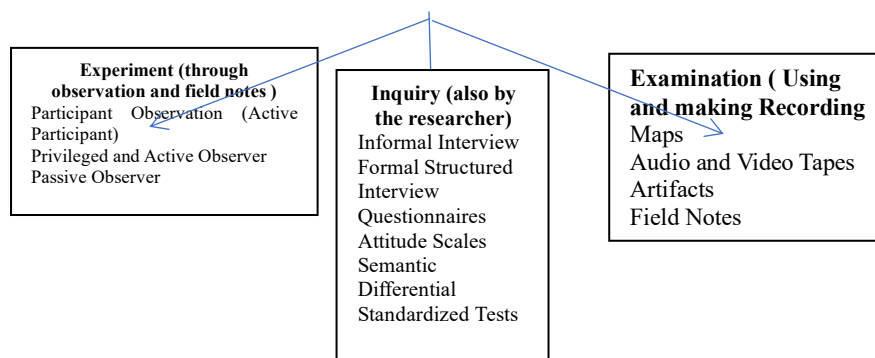 Experiment (through
observation and field notes )
Participant Observation (Active
Participant)
Privileged and Active Observer
Passive Observer
Inquiry (also by
the researcher)
Informal Interview
Formal Structured
Interview
Questionnaires
Attitude Scales
Semantic
Differential
Standardized Tests
Examination ( Using
and making Recording
Maps
Audio and Video Tapes
Artifacts
Field Notes